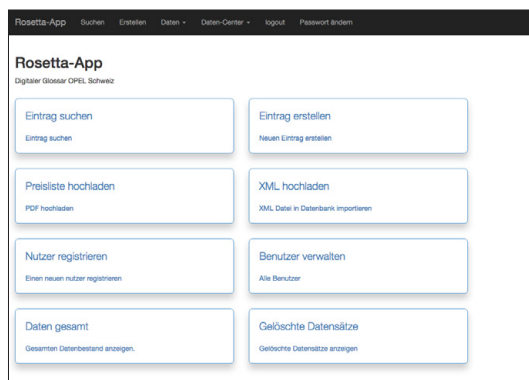 Rosetta-App Suchen Erstellen Daten Daten-Center logout Passwort ändern
Rosetta-App
Digitaler Glossar OPEL Schweiz
Eintrag suchen
Eintrag suchen
Eintrag erstellen
Neuen Eintrag erstellen
Preisliste hochladen
PDF hochladen
XML hochladen
XML Datei in Datenbank importieren
Nutzer registrieren
Einen neuen nutzer registrieren
Benutzer verwalten
Alle Benutzer
Daten gesamt
Gesamten Datenbestand anzeigen.
Gelöschte Datensätze
Gelöschte Datensätze anzeigen